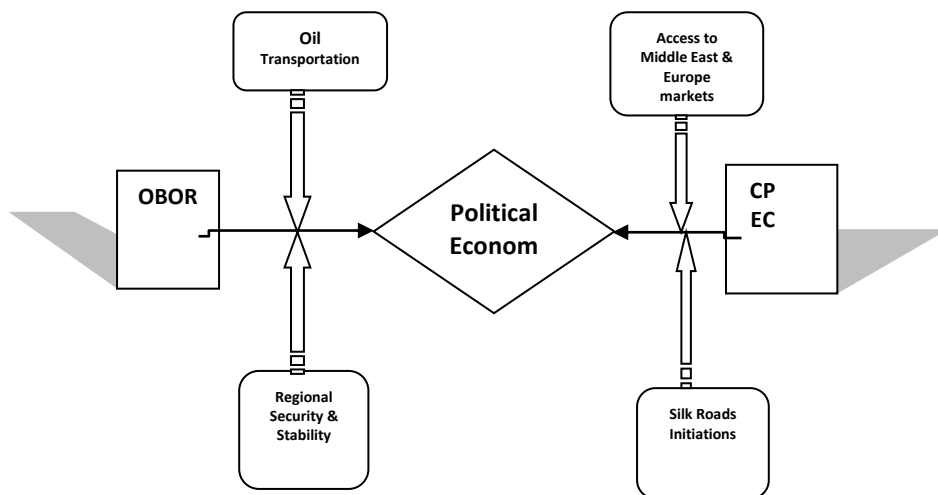 Oil
Transportation
Access to
Middle East &
Europe
markets
OBOR
Political
Econom
CP
EC
Regional
Security &
Stability
Silk Roads
Initiations